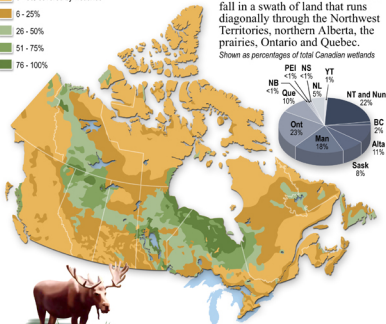 6 - 25%
26 - 50%
51 - 75%
76 - 100%
fall in a swath of land that runs
diagonally through the Northwest
Territories, northern Alberta, the
prairies, Ontario and Quebec.
Shown as percentages of total Canadian wetlands
PEI
<1%
NS
<1%
YT
1%
NB
<1%
NL
5%
Que
10%
NT and Nun
22%
BC
2%
Ont
23%
Man
18%
Alta
11%
Sask
8%